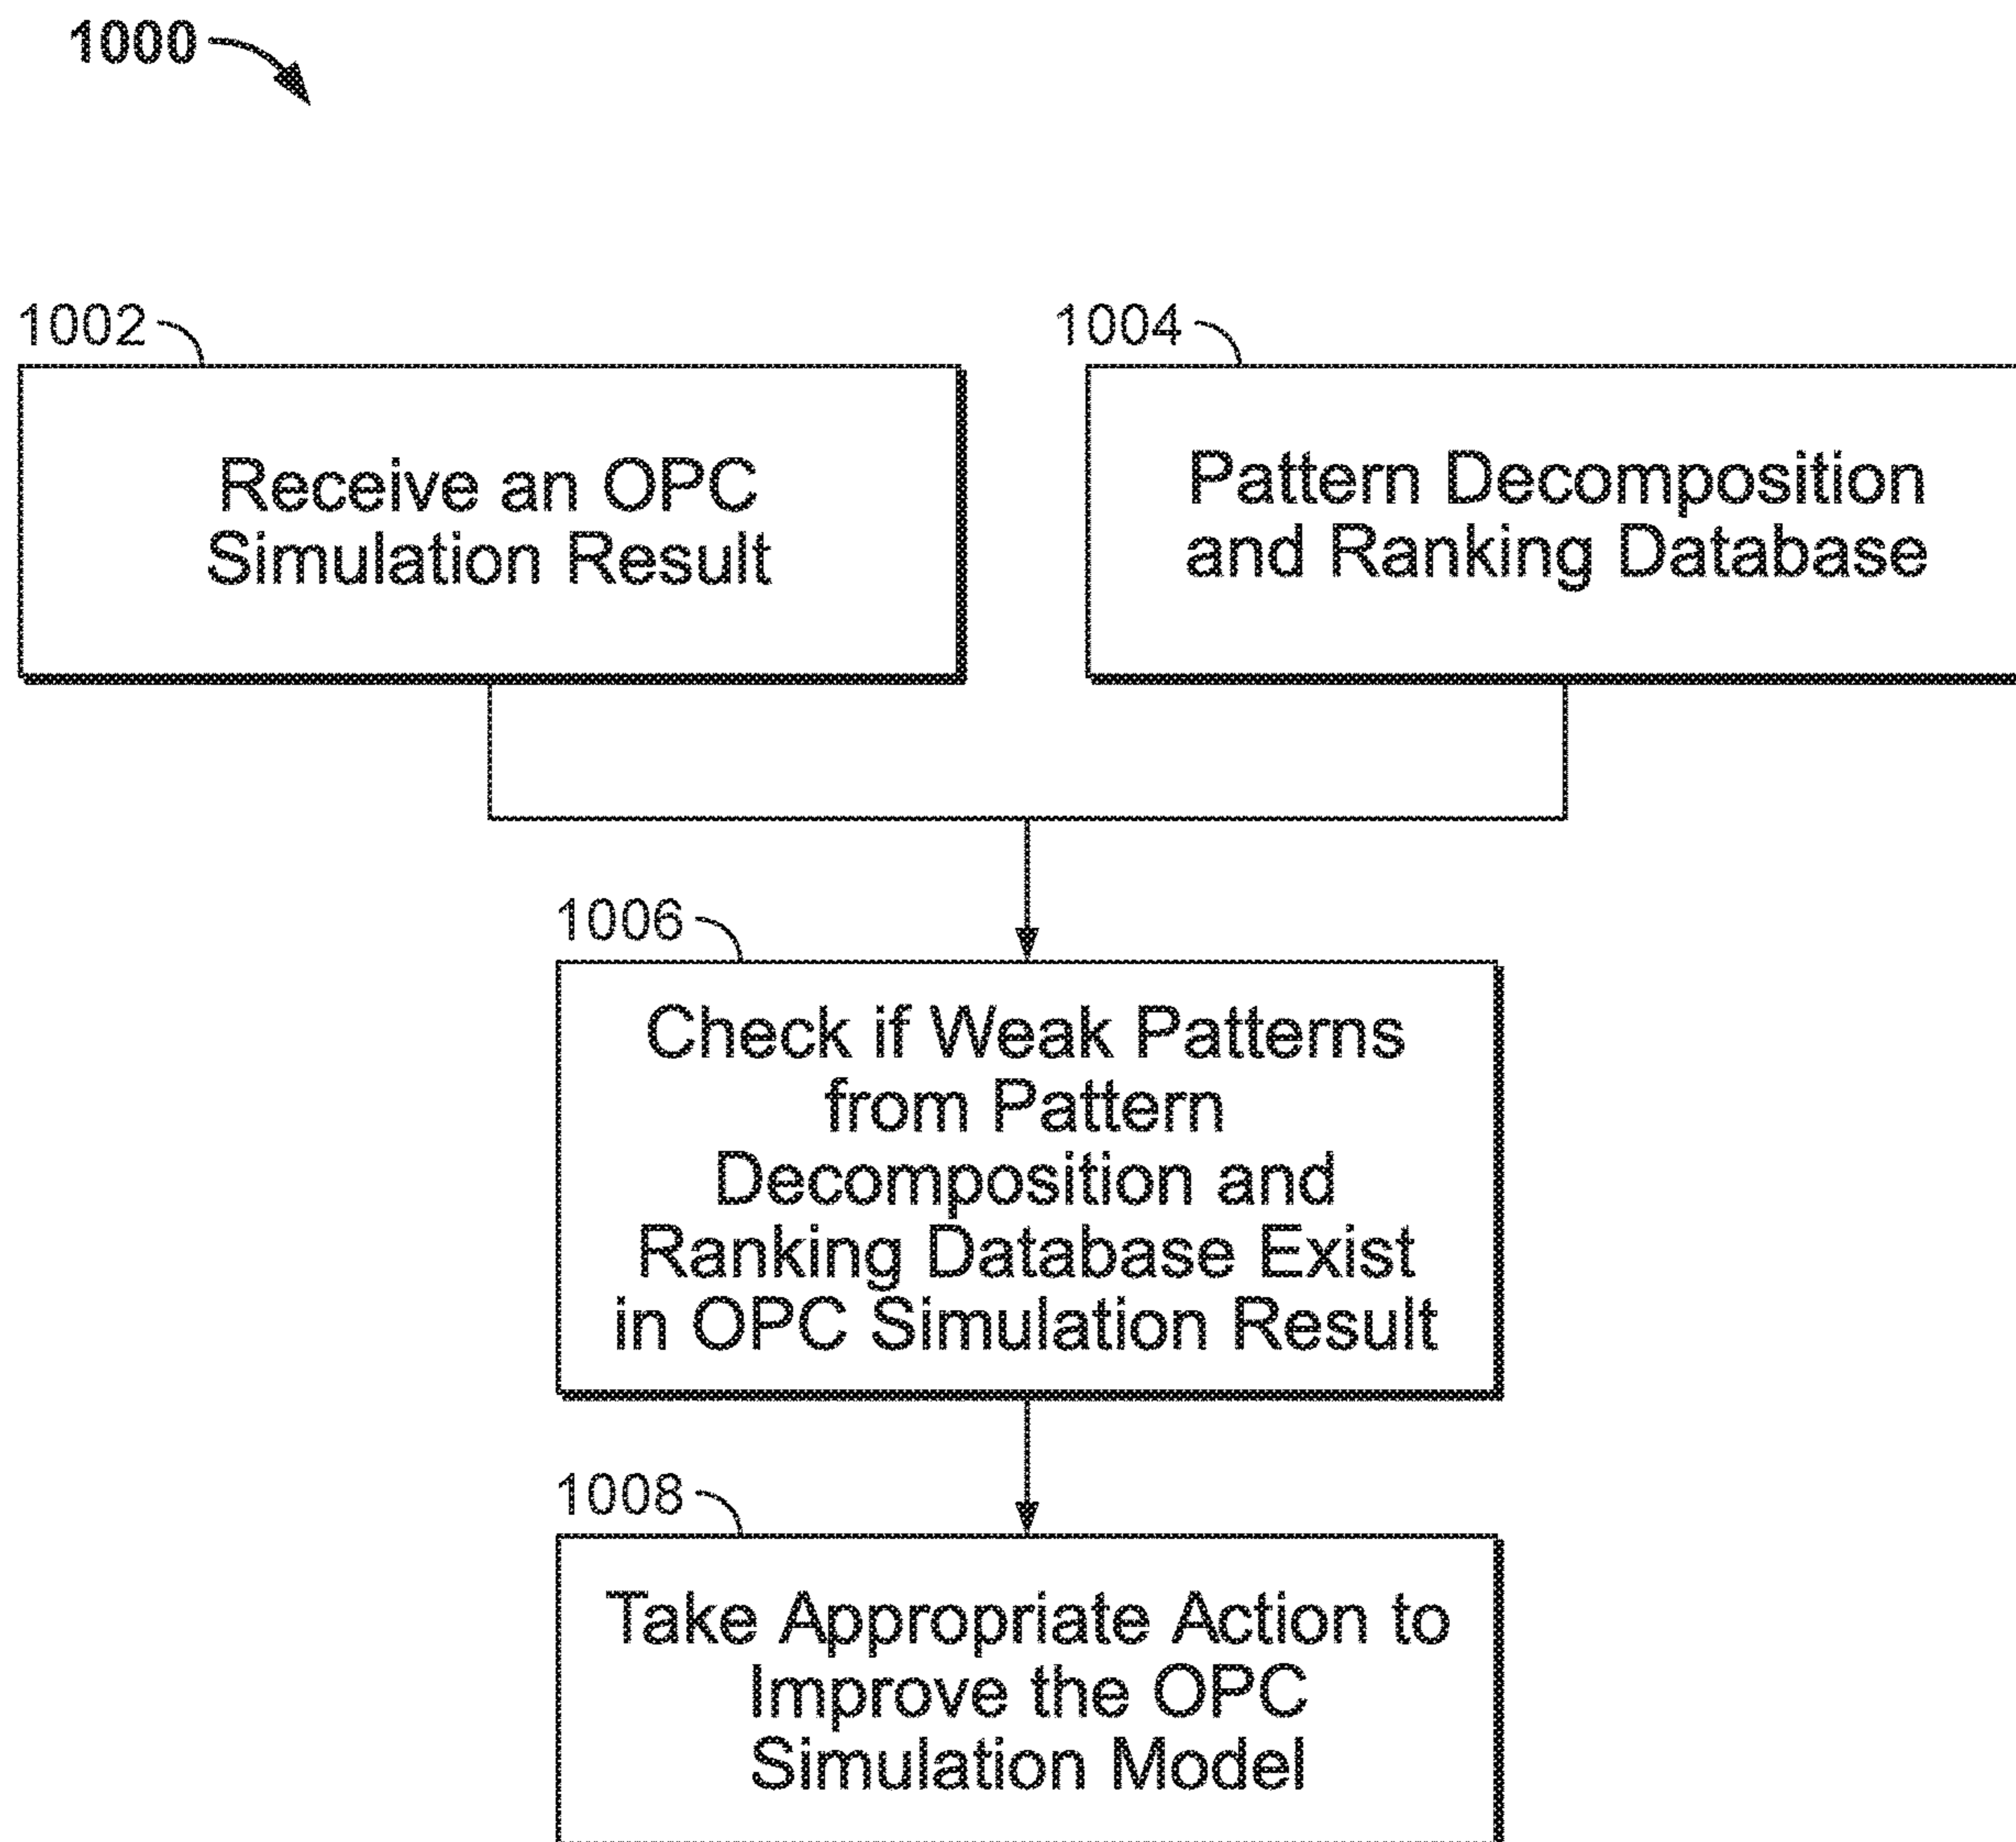 1000
1002
Receive an OPC
Simulation Result
1004
Pattern Decomposition
and Ranking Database
1006
Check if Weak Patterns
from Pattern
Decomposition and
Ranking Database Exist
in OPC Simulation Result
1008
Take Appropriate Action to
Improve the OPC
Simulation Model